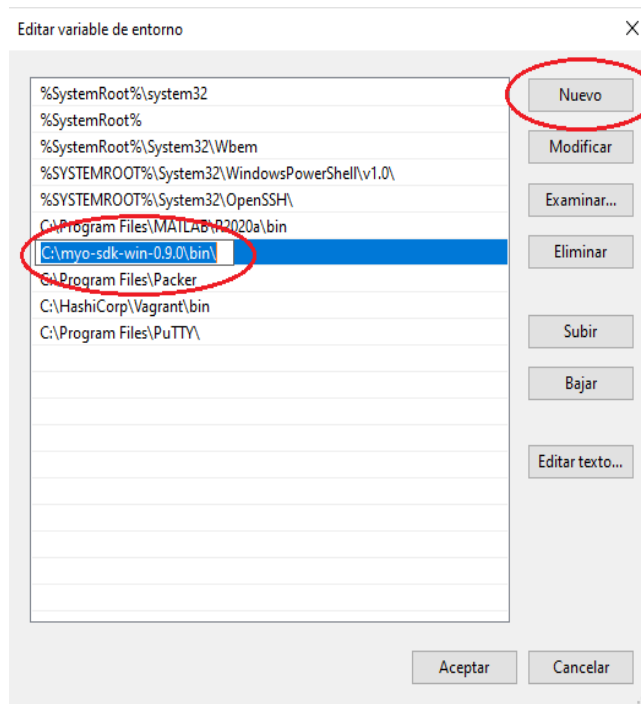 Editar variable de entorno
%SystemRoot%\system32
%SystemRoot%
%SystemRoot%\System32\Wbem
%SYSTEMROOT%\System32\WindowsPowerShell\v1.0\
%SYSTEMROOT%\System32\OpenSSH\
C:\Program Files\MATLAB\R2020a\bin
C:\myo-sdk-win-0.9.0\bin\
C:\Program Files\Packer
C:\HashiCorp\Vagrant\bin
C:\Program Files\PuTTY\
Nuevo
Modificar
Examinar...
Eliminar
Subir
Bajar
Editar texto...
Aceptar
Cancelar